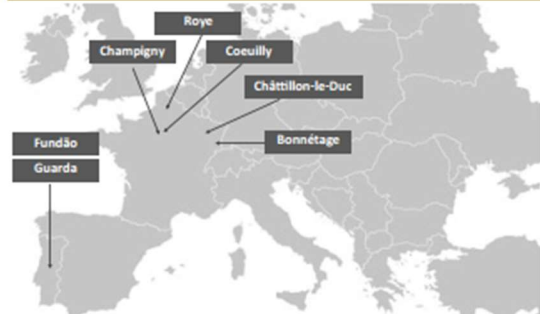 Roye
Champigny
Coeuilly
Châttillon-le-Duc
Bonnétage
Fundão
Guarda